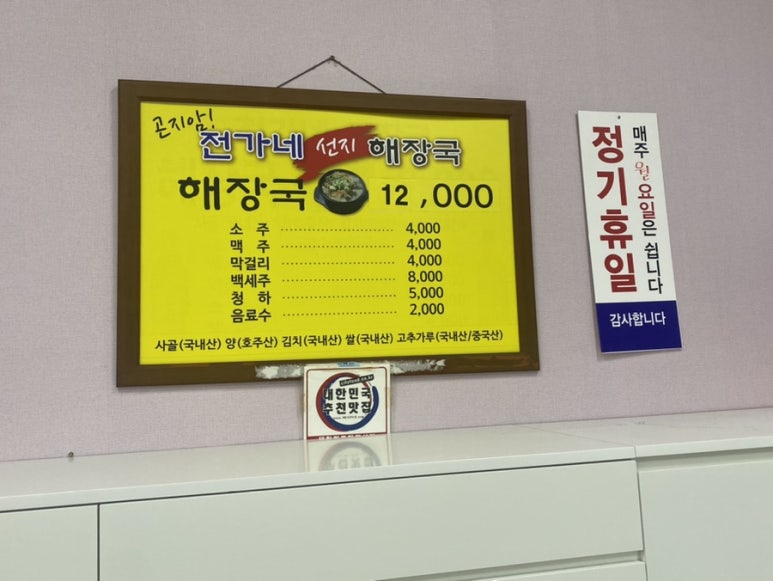 곤지암!
전가네 선지 해장국
해장국 12,000
소 주 4,000
맥 주 4,000
막걸리 4,000
백세주 8,000
청 하 5,000
음료수 2,000
사골(국내산) 양(호주산) 김치(국내산) 쌀(국내산) 고추가루(국내산/중국산)
대한민국
추천맛집
매주 월요일은 쉽니다
정기휴일
감사합니다